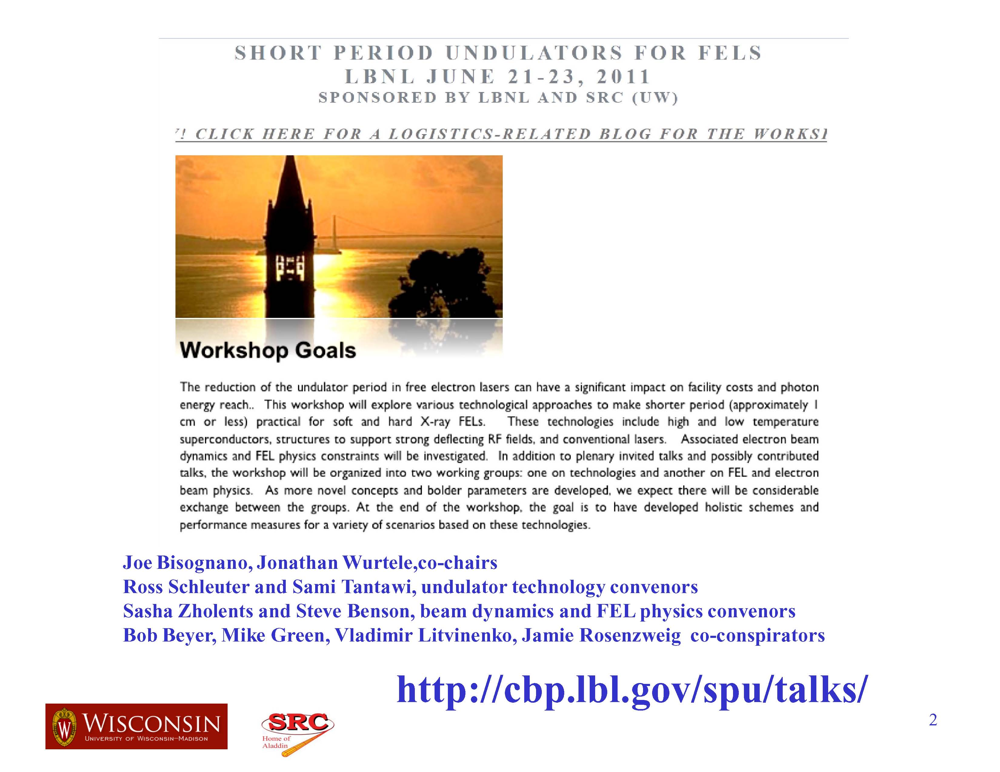 SHORT PERIOD UNDULATORS FOR FELS
LBNL JUNE 21-23, 2011
SPONSORED BY LBNL AND SRC (UW)
! CLICK HERE FOR A LOGISTICS-RELATED BLOG FOR THE
Workshop Goals
The reduction of the undulator period in free electron lasers can have a significant impact on facility costs and photon
energy reach.. This workshop will explore various technological approaches to make shorter period (approximately 1
cm or less) practical for soft and hard X-ray FELs. These technologies include high and low temperature
superconductors, structures to support strong deflecting RF fields, and conventional lasers. Associated electron beam
dynamics and FEL physics constraints will be investigated. In addition to plenary invited talks and possibly contributed
talks, the workshop will be organized into two working groups: one on technologies and another on FEL and electron
beam physics. As more novel concepts and bolder parameters are developed, we expect there will be considerable
exchange between the groups. At the end of the workshop, the goal is to have developed holistic schemes and
performance measures for a variety of scenarios based on these technologies.
Joe Bisognano, Jonathan Wurtele,co-chairs
Ross Schleuter and Sami Tantawi, undulator technology convenors
Sasha Zholents and Steve Benson, beam dynamics and FEL physics convenors
Bob Beyer, Mike Green, Vladimir Litvinenko, Jamie Rosenzweig co-conspirators
http://cbp.lbl.gov/spu/talks/
W WISCONSIN
UNIVERSITY OF WISCONSIN–MADISON
SRC
Home of
Aladdin
2